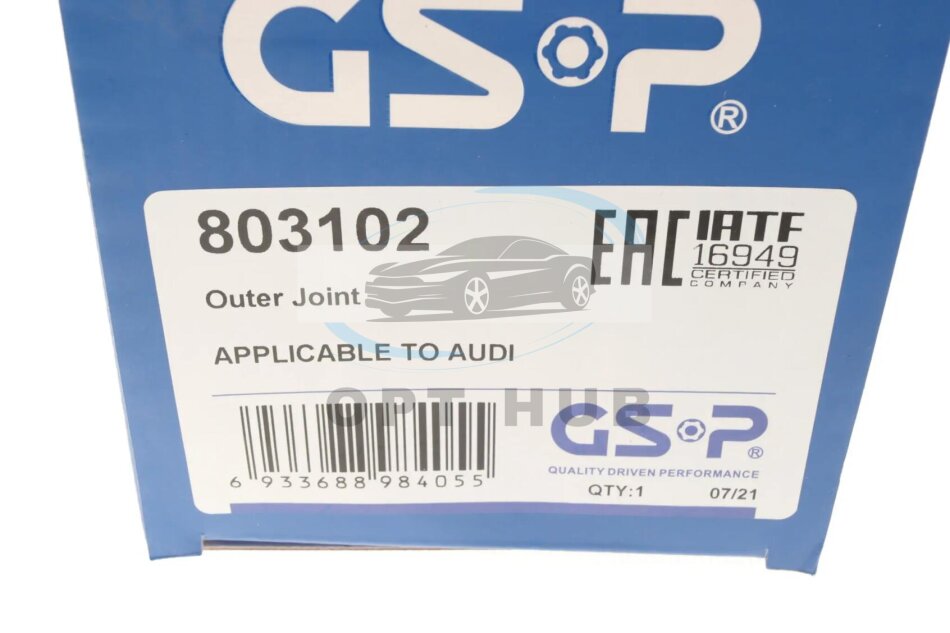 GSP®
803102
EAC
IATF
16949
CERTIFIED
COMPANY
Outer Joint
APPLICABLE TO AUDI
OPT HUB
GSP®
QUALITY DRIVEN PERFORMANCE
6 933688 984055
QTY:1 07/21